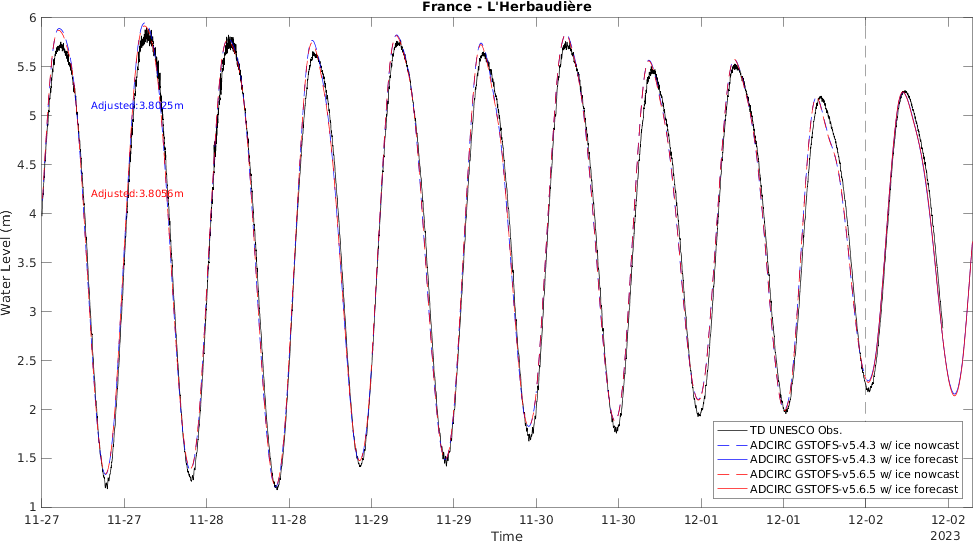 France - L'Herbaudière
6
5.5
5
4.5
4
3.5
3
2.5
2
1.5
1
Water Level (m)
Adjusted:3.8025m
Adjusted:3.8056m
TD UNESCO Obs.
ADCIRC GSTOFS-v5.4.3 w/ ice nowcast
ADCIRC GSTOFS-v5.4.3 w/ ice forecast
ADCIRC GSTOFS-v5.6.5 w/ ice nowcast
ADCIRC GSTOFS-v5.6.5 w/ ice forecast
11-27 11-27 11-28 11-28 11-29 11-29 11-30 11-30 12-01 12-01 12-02 12-02
2023
Time